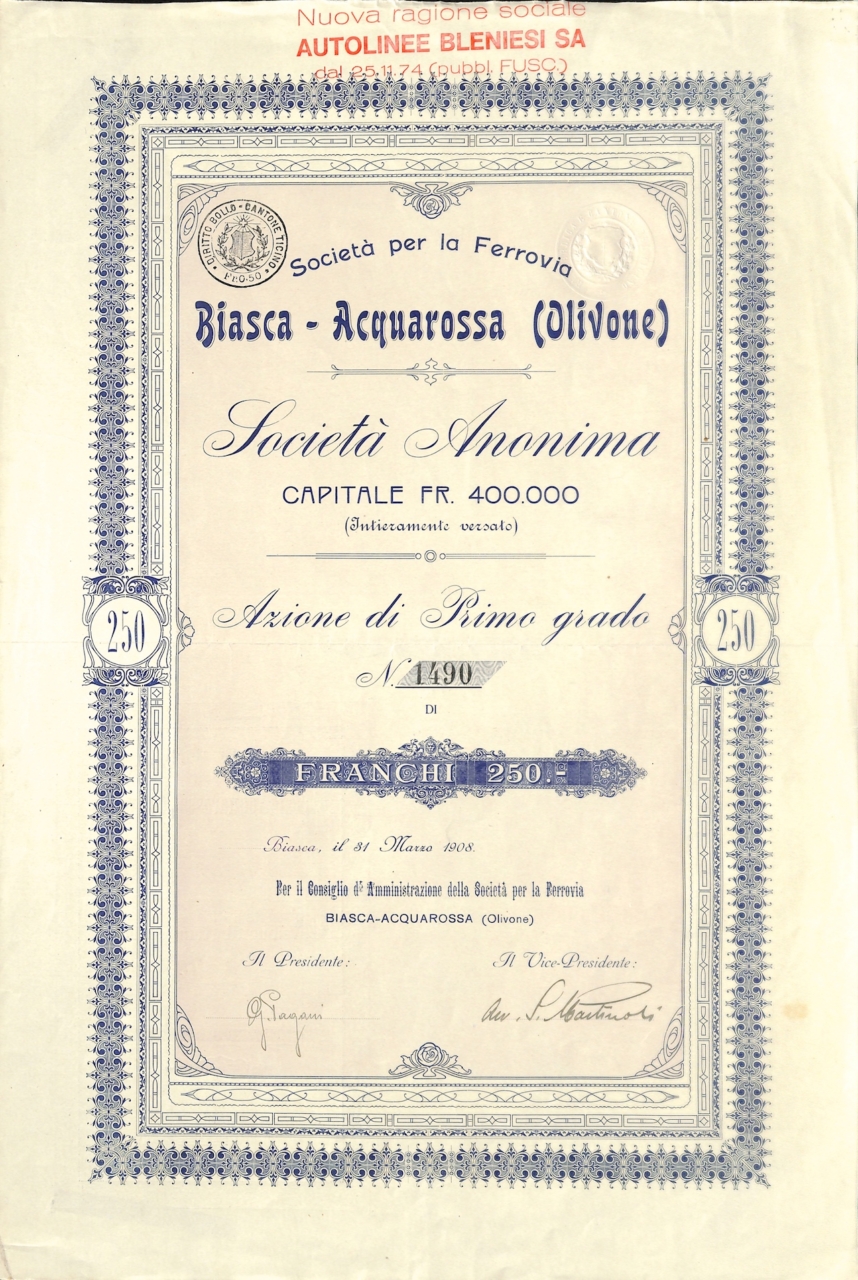 Nuova ragione sociale
AUTOLINEE BLENIESI SA
dal 25.11.74 (pubbl. FUSC.)
DIRITTO BOLLO - CANTONE TICINO
Fr. 0.50
Società per la Ferrovia
Biasca - Acquarossa (Olivone)
Società Anonima
CAPITALE FR. 400.000
(Intieramente versato)
Azione di Primo grado
250
250
N. 1490
DI
FRANCHI 250.-
Biasca, il 31 Marzo 1908.
Per il Consiglio d'Amministrazione della Società per la Ferrovia
BIASCA-ACQUAROSSA (Olivone)
Il Presidente: Il Vice-Presidente:
G. Pagani avv. S. Martinoli